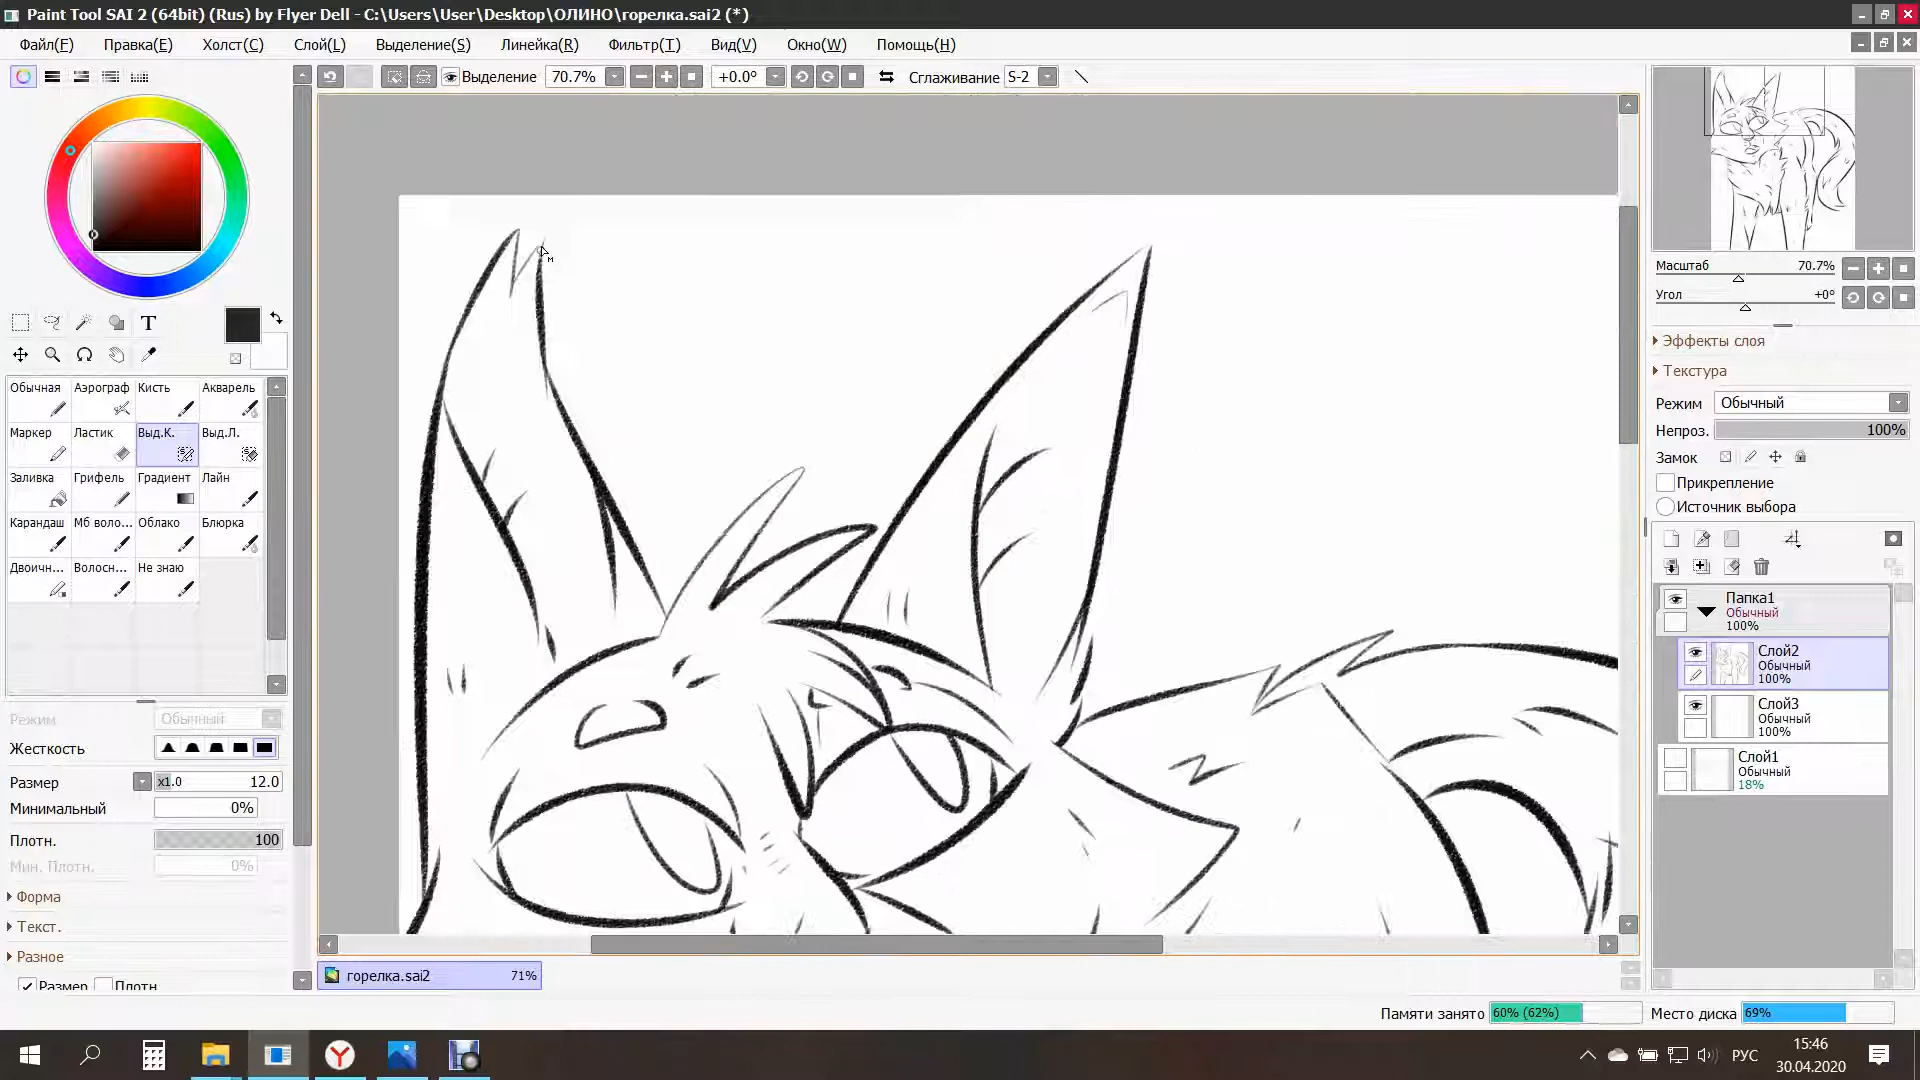 Paint Tool SAI 2 (64bit) (Rus) by Flyer Dell - C:\Users\User\Desktop\ОЛИНО\горелка.sai2 (*)
Файл(F) Правка(E) Холст(C) Слой(L) Выделение(S) Линейка(R) Фильтр(T) Вид(V) Окно(W) Помощь(H)
Выделение 70.7% +0.0° Сглаживание S-2
Масштаб 70.7%
Угол +0°
T
Эффекты слоя
Текстура
Режим Обычный
Непроз. 100%
Замок
Прикрепление
Источник выбора
Обычная Аэрограф Кисть Акварель
Маркер Ластик Выд.К. Выд.Л.
Заливка Грифель Градиент Лайн
Карандаш Мб воло... Облако Блюрка
Двоичн... Волосн... Не знаю
Папка1
Обычный
100%
Слой2
Обычный
100%
Слой3
Обычный
100%
Слой1
Обычный
18%
Режим Обычный
Жесткость
Размер x1.0 12.0
Минимальный 0%
Плотн. 100
Мин. Плотн. 0%
Форма
Текст.
Разное
Размер Плотн
горелка.sai2 71%
Памяти занято 60% (62%) Место диска 69%
РУС
15:46
30.04.2020